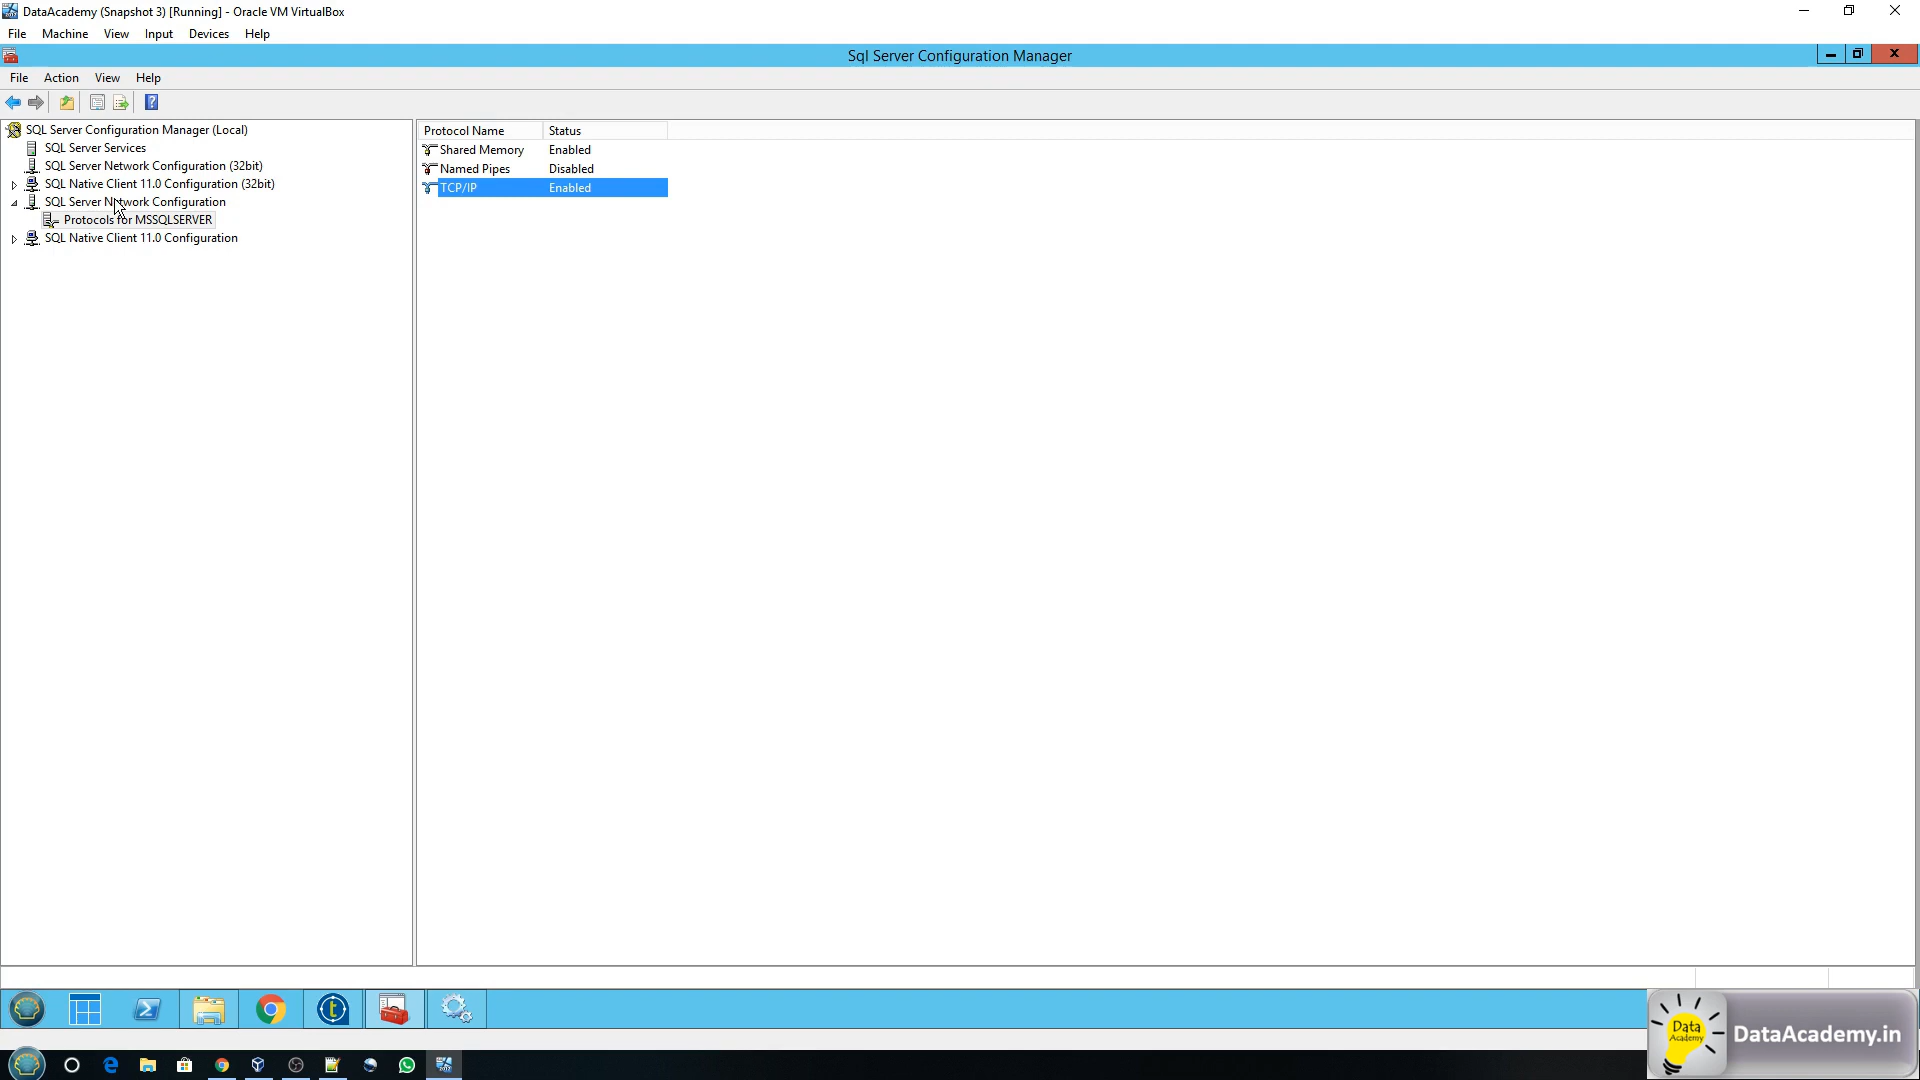 DataAcademy (Snapshot 3) [Running] - Oracle VM VirtualBox
File Machine View Input Devices Help
Sql Server Configuration Manager
File Action View Help
SQL Server Configuration Manager (Local)
SQL Server Services
SQL Server Network Configuration (32bit)
SQL Native Client 11.0 Configuration (32bit)
SQL Server Network Configuration
Protocols for MSSQLSERVER
SQL Native Client 11.0 Configuration
Protocol Name Status
Shared Memory Enabled
Named Pipes Disabled
TCP/IP Enabled
Data Academy
DataAcademy.in